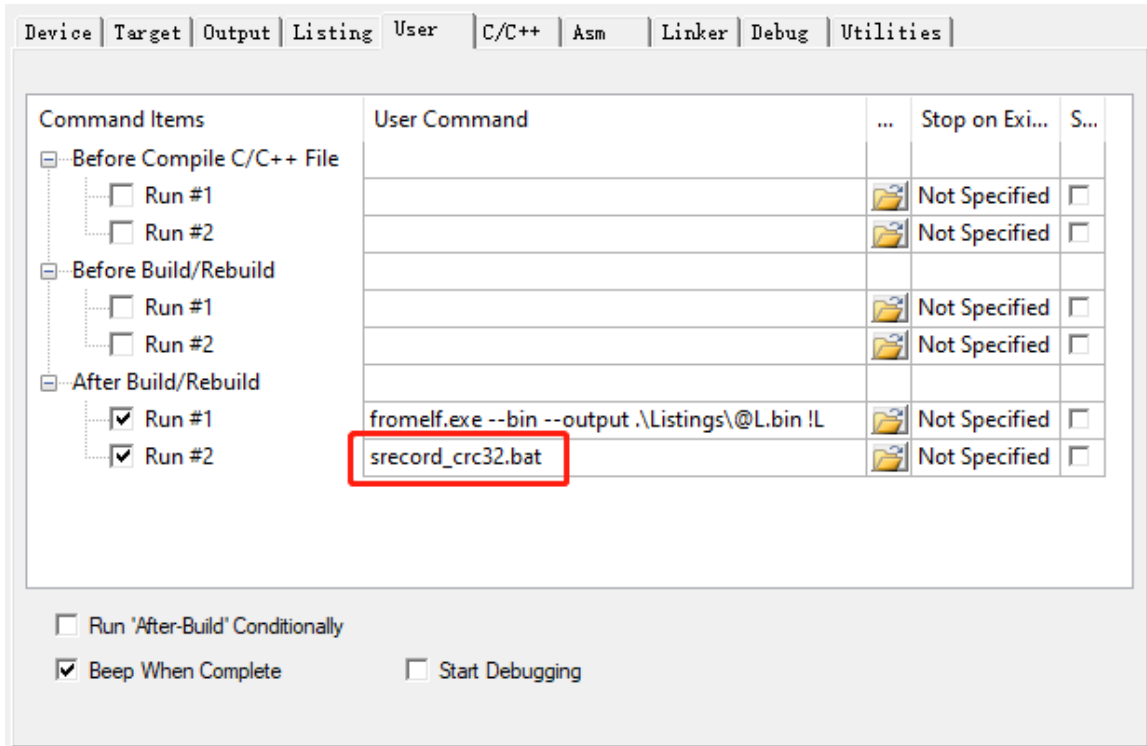 Device Target Output Listing User C/C++ Asm Linker Debug Utilities
Command Items User Command ... Stop on Exi... S...
Before Compile C/C++ File
Run #1 Not Specified
Run #2 Not Specified
Before Build/Rebuild
Run #1 Not Specified
Run #2 Not Specified
After Build/Rebuild
Run #1 fromelf.exe --bin --output .\Listings\@L.bin !L Not Specified
Run #2 srecord_crc32.bat Not Specified
Run 'After-Build' Conditionally
Beep When Complete Start Debugging